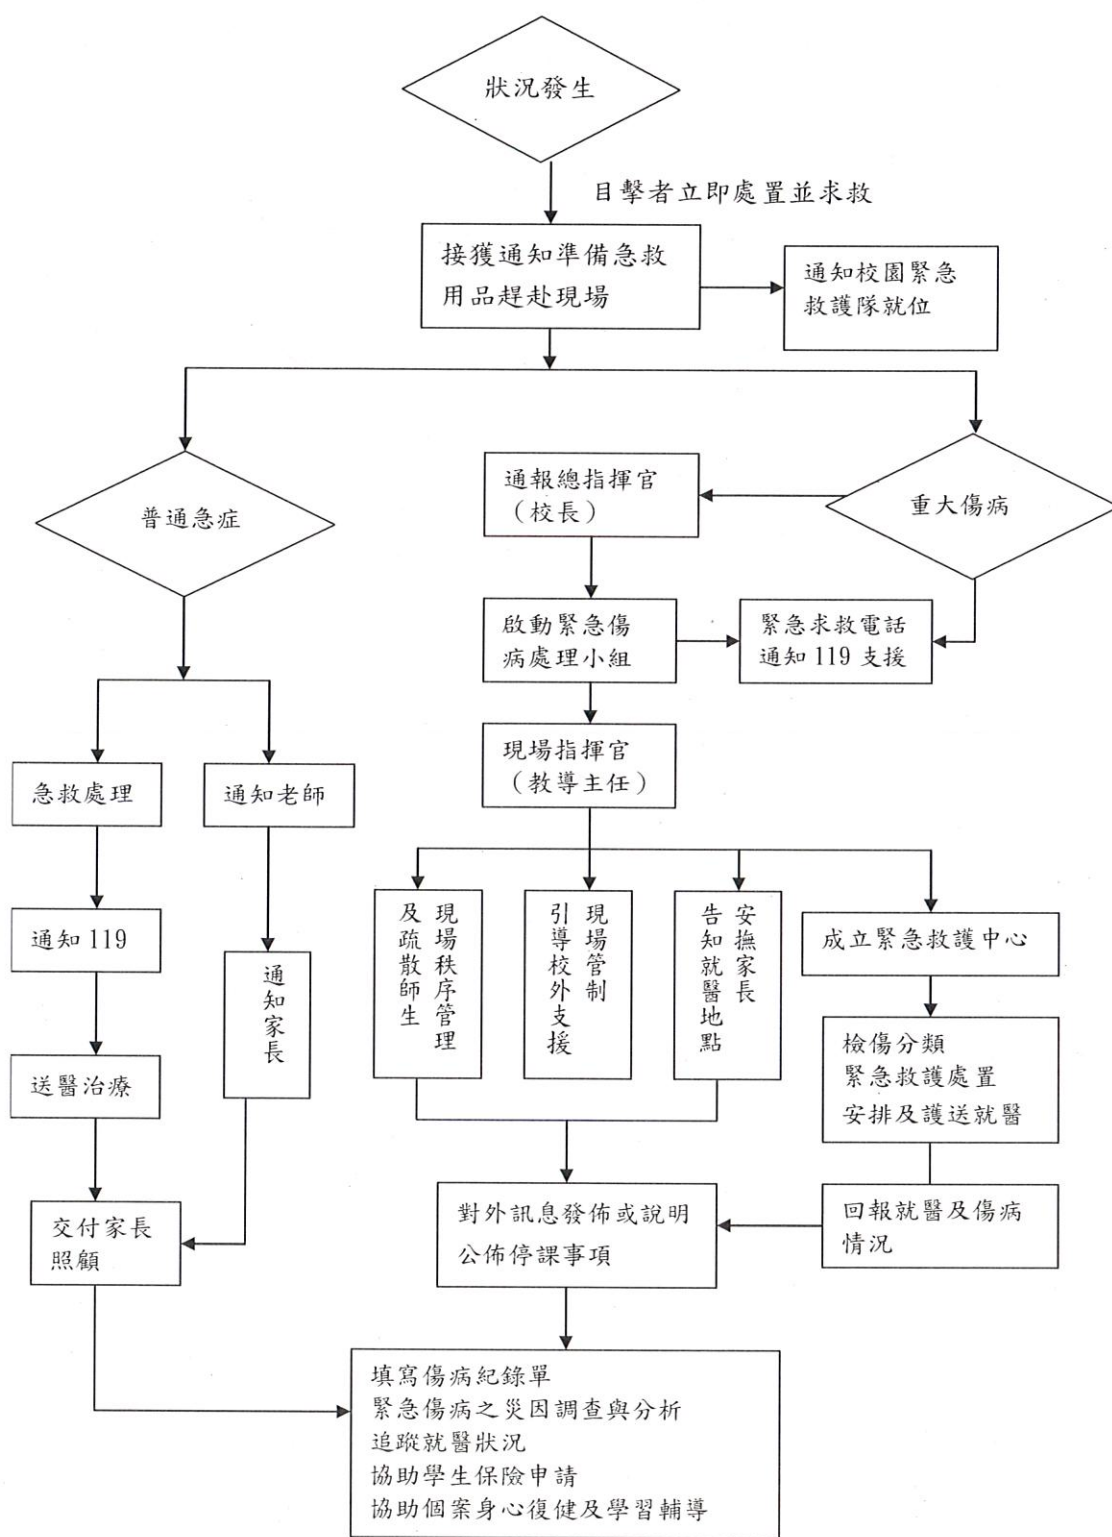 狀況發生
目擊者立即處置並求救
接獲通知準備急救
用品趕赴現場
通知校園緊急
救護隊就位
普通急症
通報總指揮官
(校長)
重大傷病
啟動緊急傷
病處理小組
緊急求救電話
通知 119 支援
現場指揮官
(教導主任)
急救處理
通知老師
通知 119
通知家長
送醫治療
交付家長
照顧
現場秩序管理
及疏散師生
現場管制
引導校外支援
安撫家長
告知就醫地點
成立緊急救護中心
檢傷分類
緊急救護處置
安排及護送就醫
對外訊息發佈或說明
公佈停課事項
回報就醫及傷病
情況
填寫傷病紀錄單
緊急傷病之災因調查與分析
追蹤就醫狀況
協助學生保險申請
協助個案身心復健及學習輔導